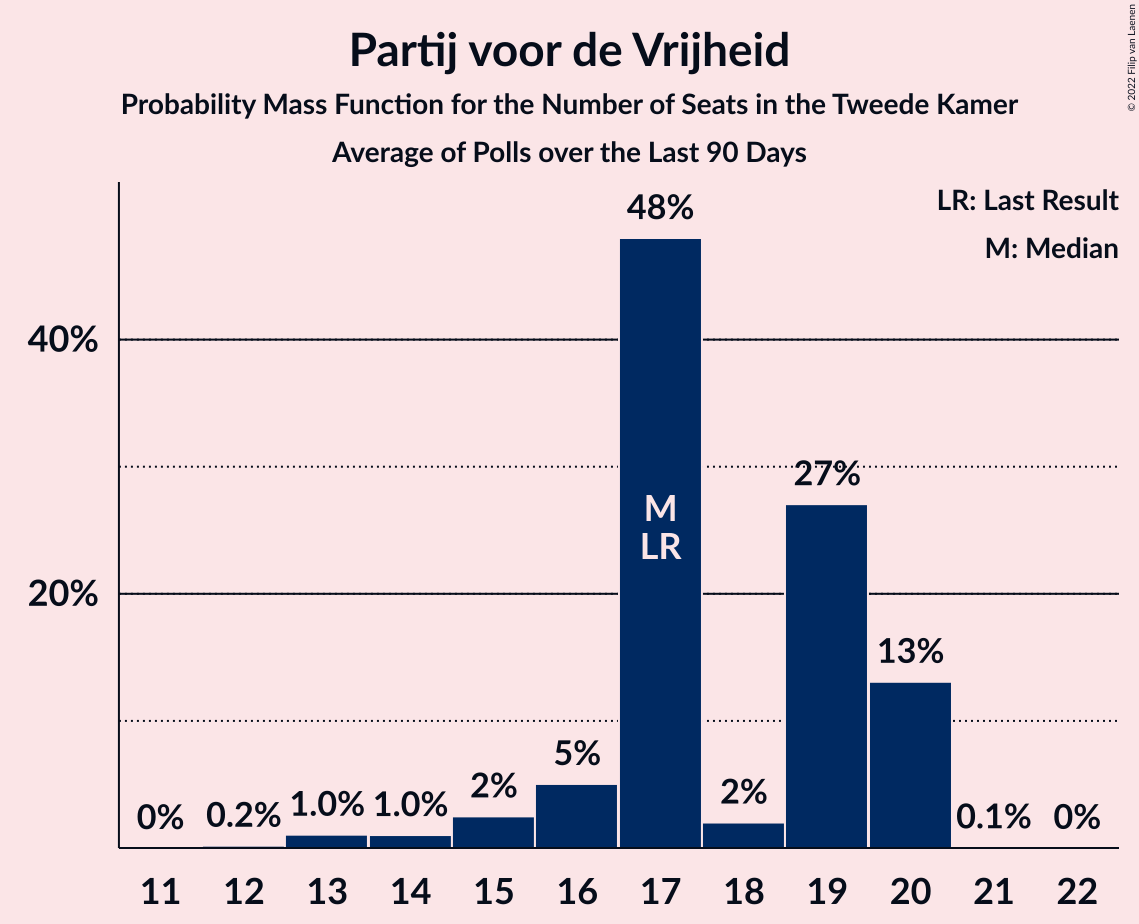 Partij voor de Vrijheid
Probability Mass Function for the Number of Seats in the Tweede Kamer
Average of Polls over the Last 90 Days
© 2022 Filip van Laenen
LR: Last Result
M: Median
40%
20%
0%
0.2%
1.0%
1.0%
2%
5%
48%
M
LR
2%
27%
13%
0.1%
0%
11 12 13 14 15 16 17 18 19 20 21 22